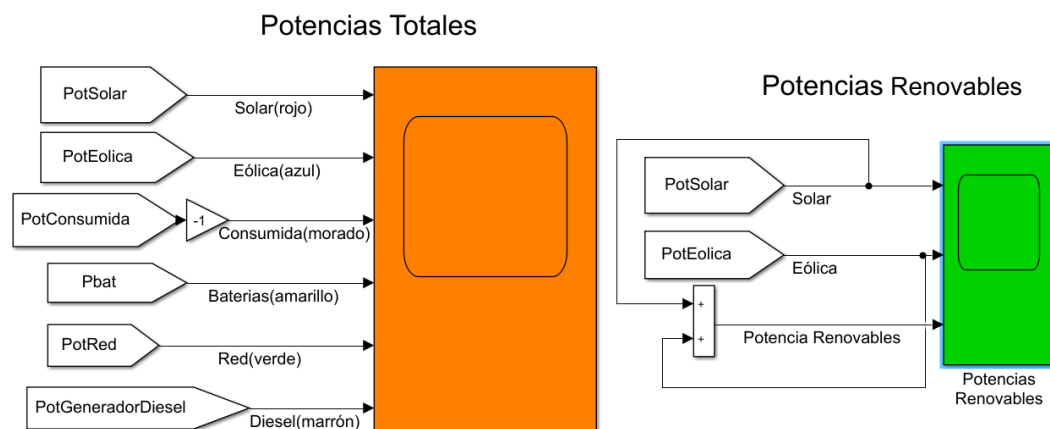 Potencias Totales
PotSolar
Solar(rojo)
PotEolica
Eólica(azul)
PotConsumida
-1
Consumida(morado)
Pbat
Baterias(amarillo)
PotRed
Red(verde)
PotGeneradorDiesel
Diesel(marrón)
Potencias Renovables
PotSolar
Solar
PotEolica
Eólica
+
+
Potencia Renovables
Potencias
Renovables